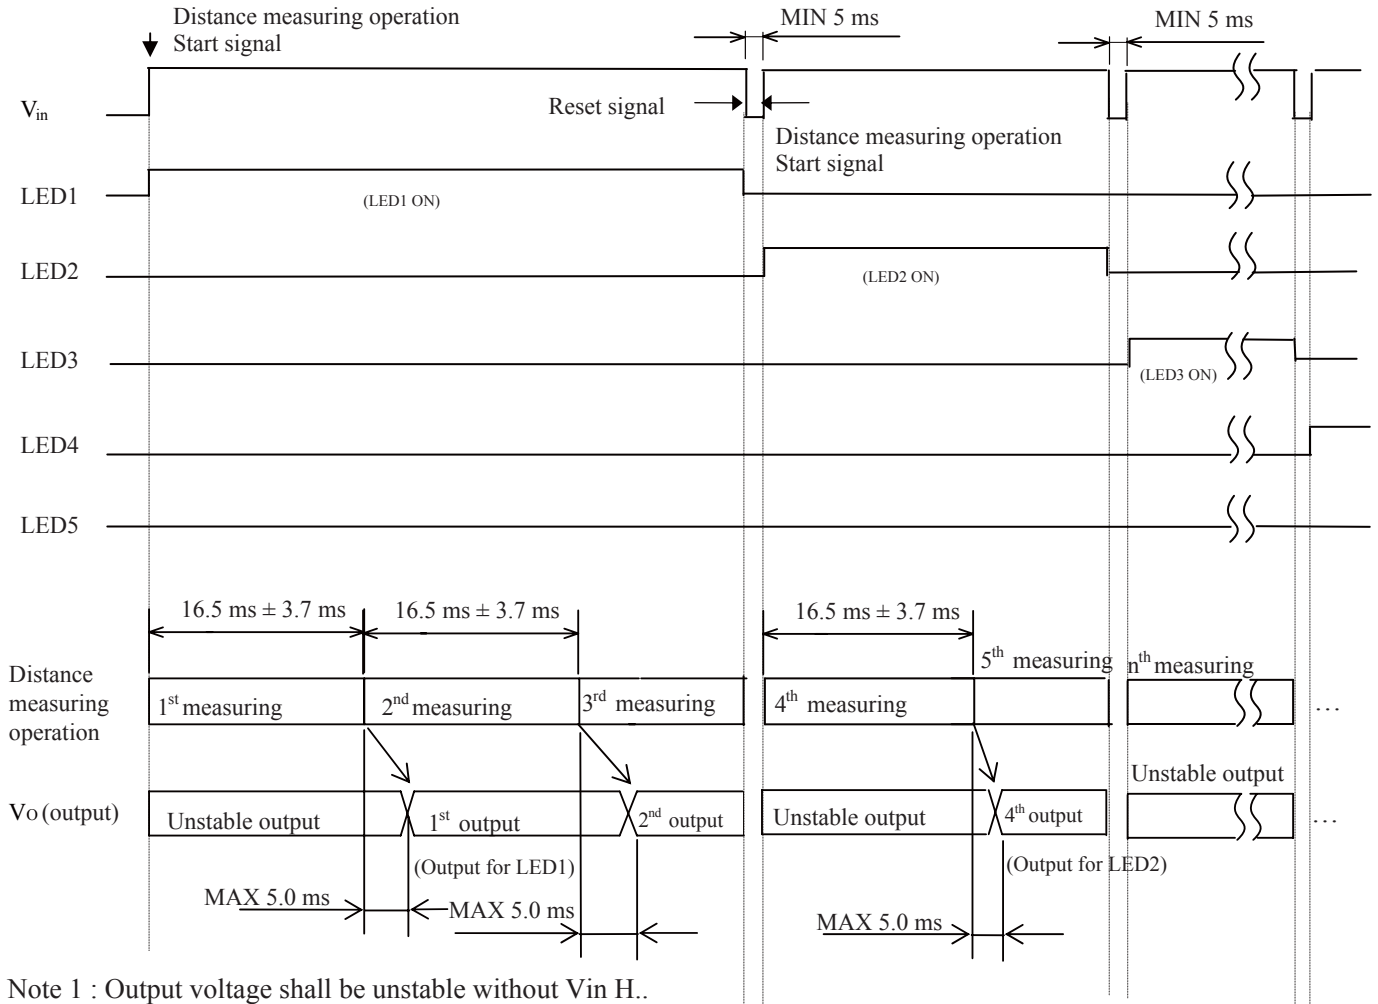 Distance measuring operation
Start signal
MIN 5 ms
MIN 5 ms
Vin
Reset signal
Distance measuring operation
Start signal
LED1
(LED1 ON)
LED2
(LED2 ON)
LED3
(LED3 ON)
LED4
LED5
16.5 ms ± 3.7 ms
16.5 ms ± 3.7 ms
16.5 ms ± 3.7 ms
Distance
measuring
operation
1st measuring
2nd measuring
3rd measuring
4th measuring
5th measuring
nth measuring
...
Vo (output)
Unstable output
1st output
2nd output
Unstable output
4th output
Unstable output
...
(Output for LED1)
(Output for LED2)
MAX 5.0 ms
MAX 5.0 ms
MAX 5.0 ms
Note 1 : Output voltage shall be unstable without Vin H..